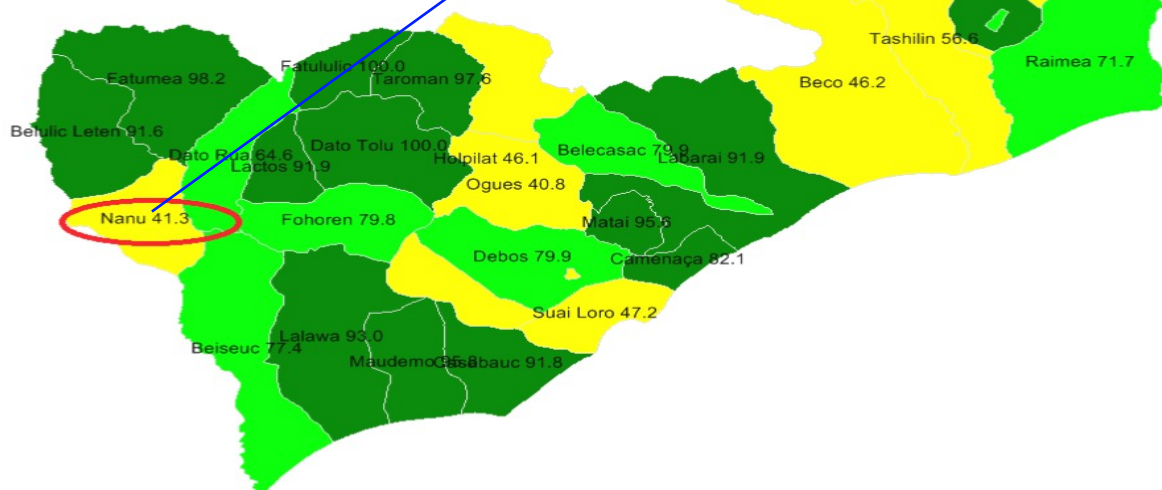 Tashilin 56.6
Raimea 71.7
Fatululic 100.0
Fatumea 98.2
Taroman 97.6
Beco 46.2
Belulic Leten 91.6
Dato Tolu 100.0
Dato Rua 64.6
Lactos 91.9
Holpilat 46.1
Belecasac 79.9
Labarai 91.9
Ogues 40.8
Nanu 41.3
Fohoren 79.8
Matai 95.6
Debos 79.9
Camenaça 82.1
Suai Loro 47.2
Lalawa 93.0
Beiseuc 77.4
Maudemo 95.8
Casabauc 91.8